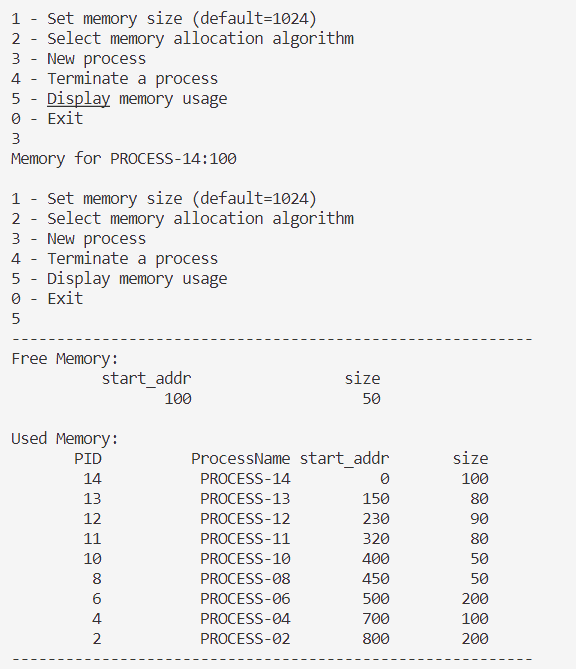 1 - Set memory size (default=1024)
2 - Select memory allocation algorithm
3 - New process
4 - Terminate a process
5 - Display memory usage
0 - Exit
3
Memory for PROCESS-14:100

1 - Set memory size (default=1024)
2 - Select memory allocation algorithm
3 - New process
4 - Terminate a process
5 - Display memory usage
0 - Exit
5
----------------------------------------------------------
Free Memory:
          start_addr                 size
                 100                   50

Used Memory:
       PID          ProcessName start_addr       size
        14           PROCESS-14          0        100
        13           PROCESS-13        150         80
        12           PROCESS-12        230         90
        11           PROCESS-11        320         80
        10           PROCESS-10        400         50
         8           PROCESS-08        450         50
         6           PROCESS-06        500        200
         4           PROCESS-04        700        100
         2           PROCESS-02        800        200
----------------------------------------------------------